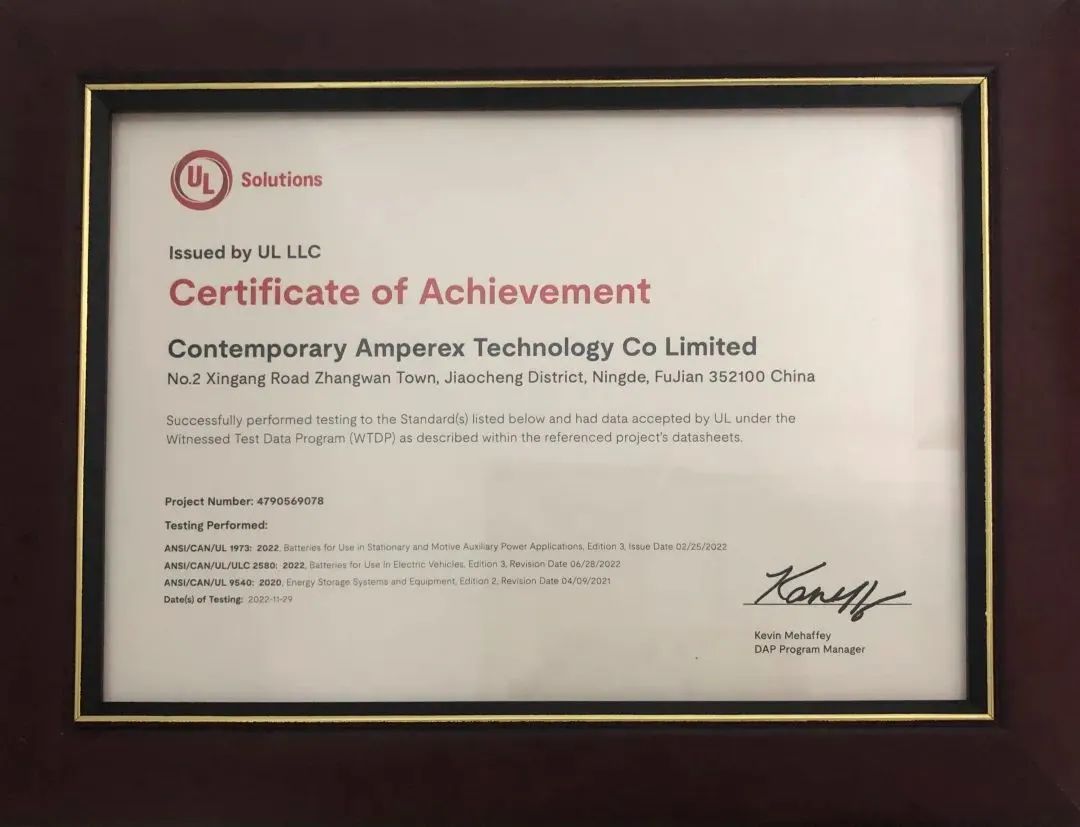 UL Solutions
Issued by UL LLC
Certificate of Achievement
Contemporary Amperex Technology Co Limited
No.2 Xingang Road Zhangwan Town, Jiaocheng District, Ningde, FuJian 352100 China
Successfully performed testing to the Standard(s) listed below and had data accepted by UL under the
Witnessed Test Data Program (WTDP) as described within the referenced project's datasheets.
Project Number: 4790569078
Testing Performed:
ANSI/CAN/UL 1973: 2022, Batteries for Use in Stationary and Motive Auxiliary Power Applications, Edition 3, Issue Date 02/25/2022
ANSI/CAN/UL/ULC 2580: 2022, Batteries for Use In Electric Vehicles, Edition 3, Revision Date 06/28/2022
ANSI/CAN/UL 9540: 2020, Energy Storage Systems and Equipment, Edition 2, Revision Date 04/09/2021
Date(s) of Testing: 2022-11-29
Kevin Mehaffey
DAP Program Manager